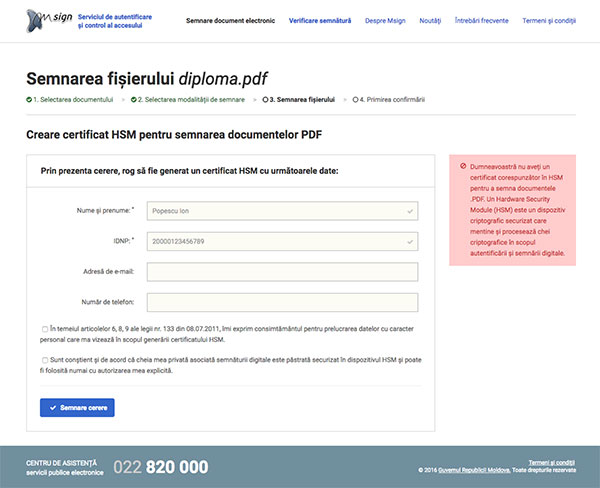 Msign
Serviciul de autentificare
și control al accesului
Semnare document electronic
Verificare semnătură
Despre Msign
Noutăți
Întrebări frecvente
Termeni și condiții
Semnarea fișierului diploma.pdf
1. Selectarea documentului » 2. Selectarea modalității de semnare » 3. Semnarea fișierului » 4. Primirea confirmării
Creare certificat HSM pentru semnarea documentelor PDF
Prin prezenta cerere, rog să fie generat un certificat HSM cu următoarele date:
Nume și prenume: * Popescu Ion
IDNP: * 20000123456789
Adresă de e-mail:
Număr de telefon:
În temeiul articolelor 6, 8, 9 ale legii nr. 133 din 08.07.2011, îmi exprim consimtământul pentru prelucrarea datelor cu caracter
personal care ma vizează în scopul generării certificatului HSM.
Sunt conștient și de acord că cheia mea privată asociată semnăturii digitale este păstrată securizat în dispozitivul HSM și poate
fi folosită numai cu autorizarea mea explicită.
Semnare cerere
Dumneavoastră nu aveți un
certificat corespunzător în HSM
pentru a semna documentele
.PDF. Un Hardware Security
Module (HSM) este un dispozitiv
criptografic securizat care
mentine și procesează chei
criptografice în scopul
autentificării și semnării digitale.
CENTRU DE ASISTENȚĂ
servicii publice electronice
022 820 000
Termeni și condiții
© 2016 Guvernul Republicii Moldova. Toate drepturile rezervate